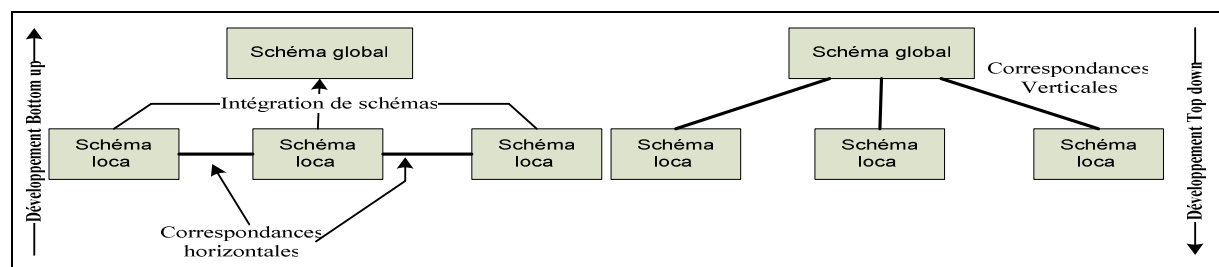 Développement Bottom up
Schéma global
Intégration de schémas
Schéma
loca
Schéma
loca
Schéma
loca
Correspondances
horizontales
Schéma global
Correspondances
Verticales
Schéma
loca
Schéma
loca
Schéma
loca
Développement Top down